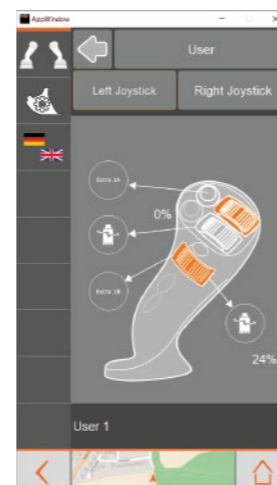 AppWindow
User
Left Joystick
Right Joystick
Extra 1A
0%
Extra 1B
24%
User 1